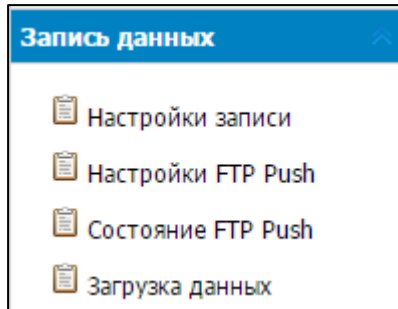 Запись данных
Настройки записи
Настройки FTP Push
Состояние FTP Push
Загрузка данных